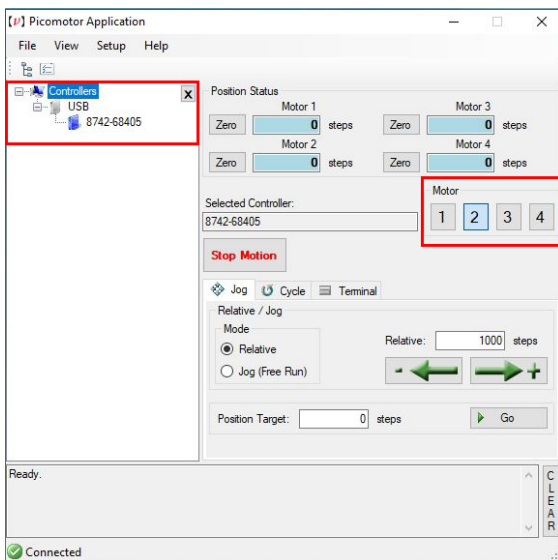 Picomotor Application
File View Setup Help
Controllers
USB
8742-68405
X
Position Status
Motor 1 Motor 3
Zero 0 steps Zero 0 steps
Motor 2 Motor 4
Zero 0 steps Zero 0 steps
Motor
1 2 3 4
Selected Controller:
8742-68405
Stop Motion
Jog Cycle Terminal
Relative / Jog
Mode
Relative
Jog (Free Run)
Relative: 1000 steps
- +
Position Target: 0 steps Go
Ready.
CLEAR
Connected